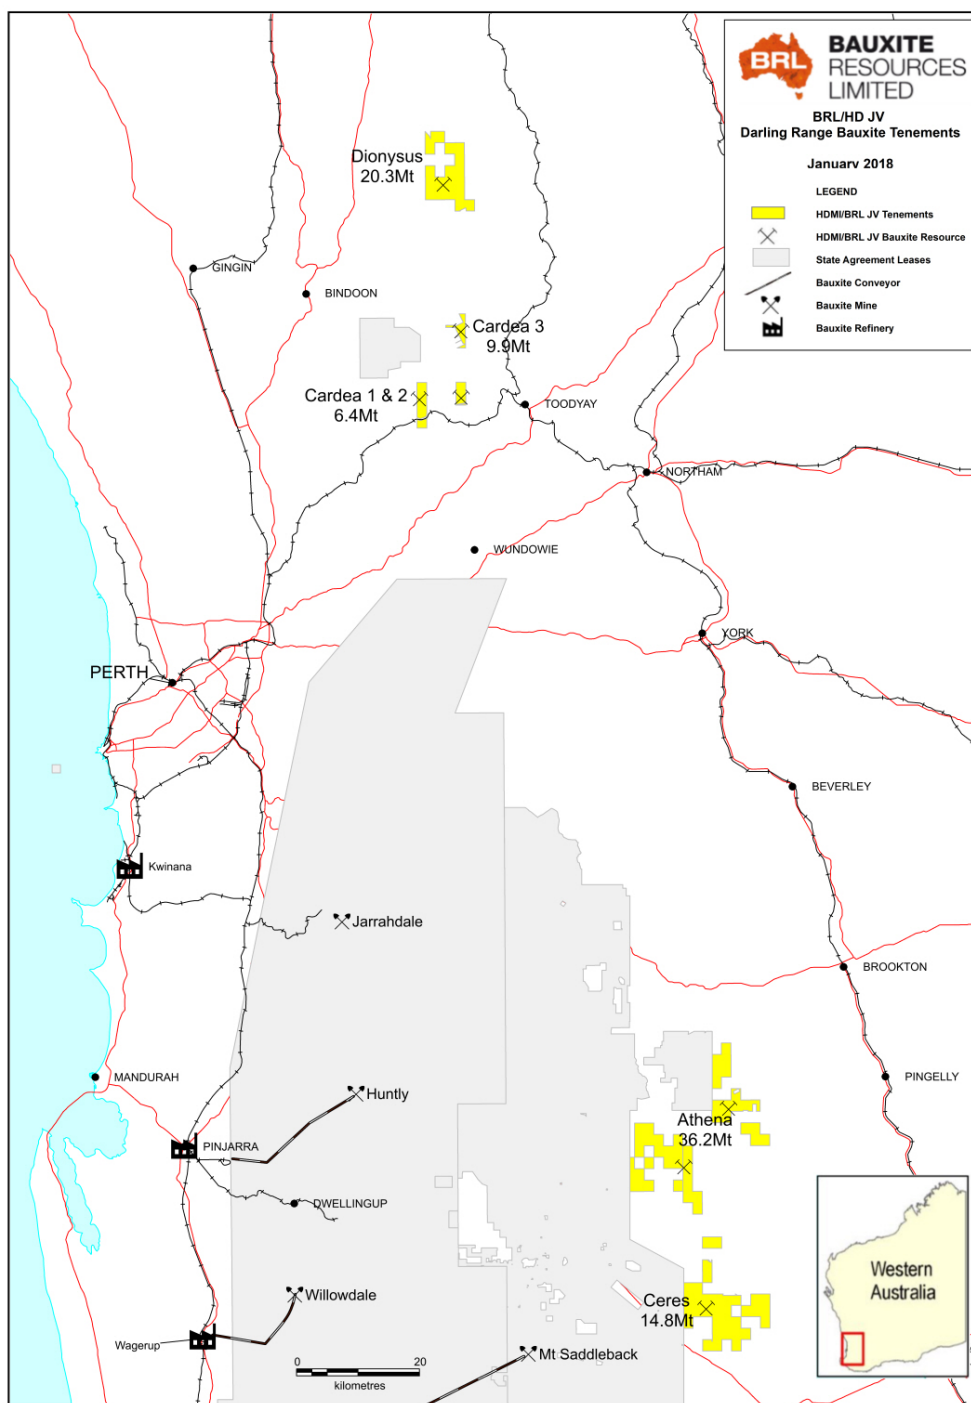 BRL
BAUXITE
RESOURCES
LIMITED
BRL/HD JV
Darling Range Bauxite Tenements
January 2018
LEGEND
HDMI/BRL JV Tenements
HDMI/BRL JV Bauxite Resource
State Agreement Leases
Bauxite Conveyor
Bauxite Mine
Bauxite Refinery
Dionysus
20.3Mt
GINGIN
BINDOON
Cardea 3
9.9Mt
Cardea 1 & 2
6.4Mt
TOODYAY
NORTHAM
WUNDOWIE
YORK
PERTH
BEVERLEY
Kwinana
Jarrahdale
BROOKTON
MANDURAH
Huntly
PINGELLY
Athena
36.2Mt
PINJARRA
DWELLINGUP
Willowdale
Ceres
14.8Mt
Wagerup
Mt Saddleback
0 20
kilometres
Western
Australia